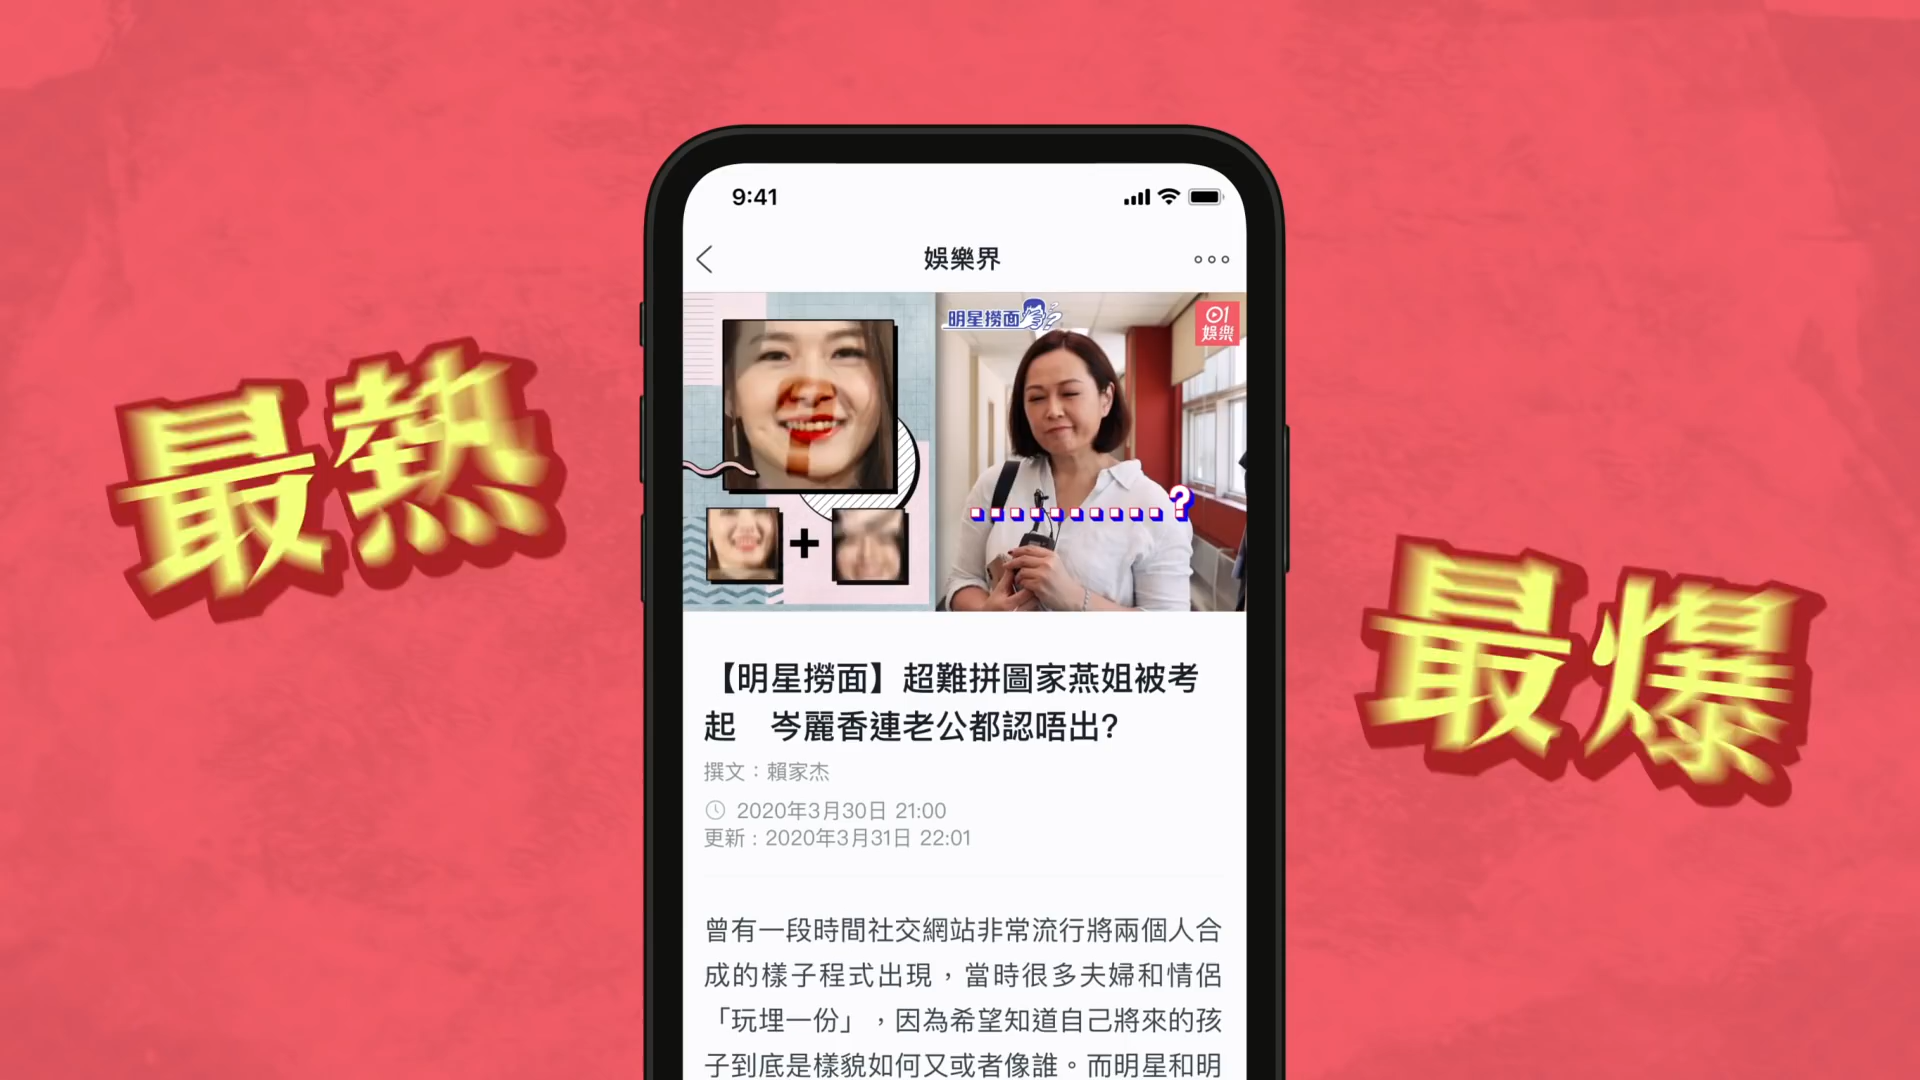 9:41
娛樂界
明星撈面?
01
娛樂
?
+
最熱
最爆
【明星撈面】超難拼圖家燕姐被考
起　岑麗香連老公都認唔出?
撰文：賴家杰
2020年3月30日 21:00
更新：2020年3月31日 22:01
曾有一段時間社交網站非常流行將兩個人合
成的樣子程式出現，當時很多夫婦和情侶
「玩埋一份」，因為希望知道自己將來的孩
子到底是樣貌如何又或者像誰。而明星和明